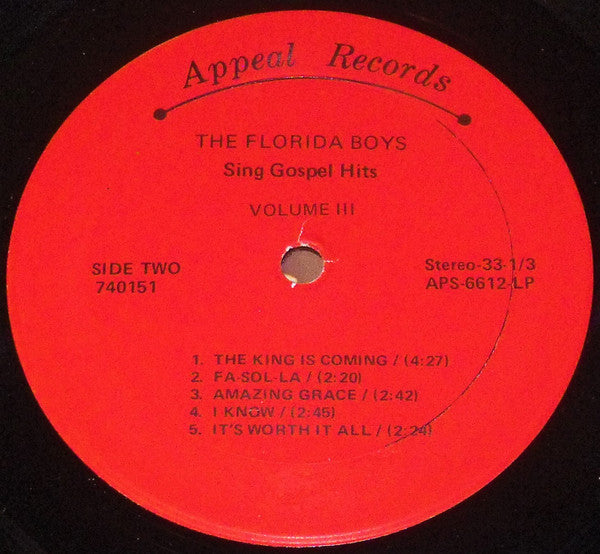 Appeal Records
THE FLORIDA BOYS
Sing Gospel Hits
VOLUME III
SIDE TWO
740151
Stereo-33-1/3
APS-6612-LP
1. THE KING IS COMING / (4:27)
2. FA-SOL-LA / (2:20)
3. AMAZING GRACE / (2:42)
4. I KNOW / (2:45)
5. IT'S WORTH IT ALL / (2:24)